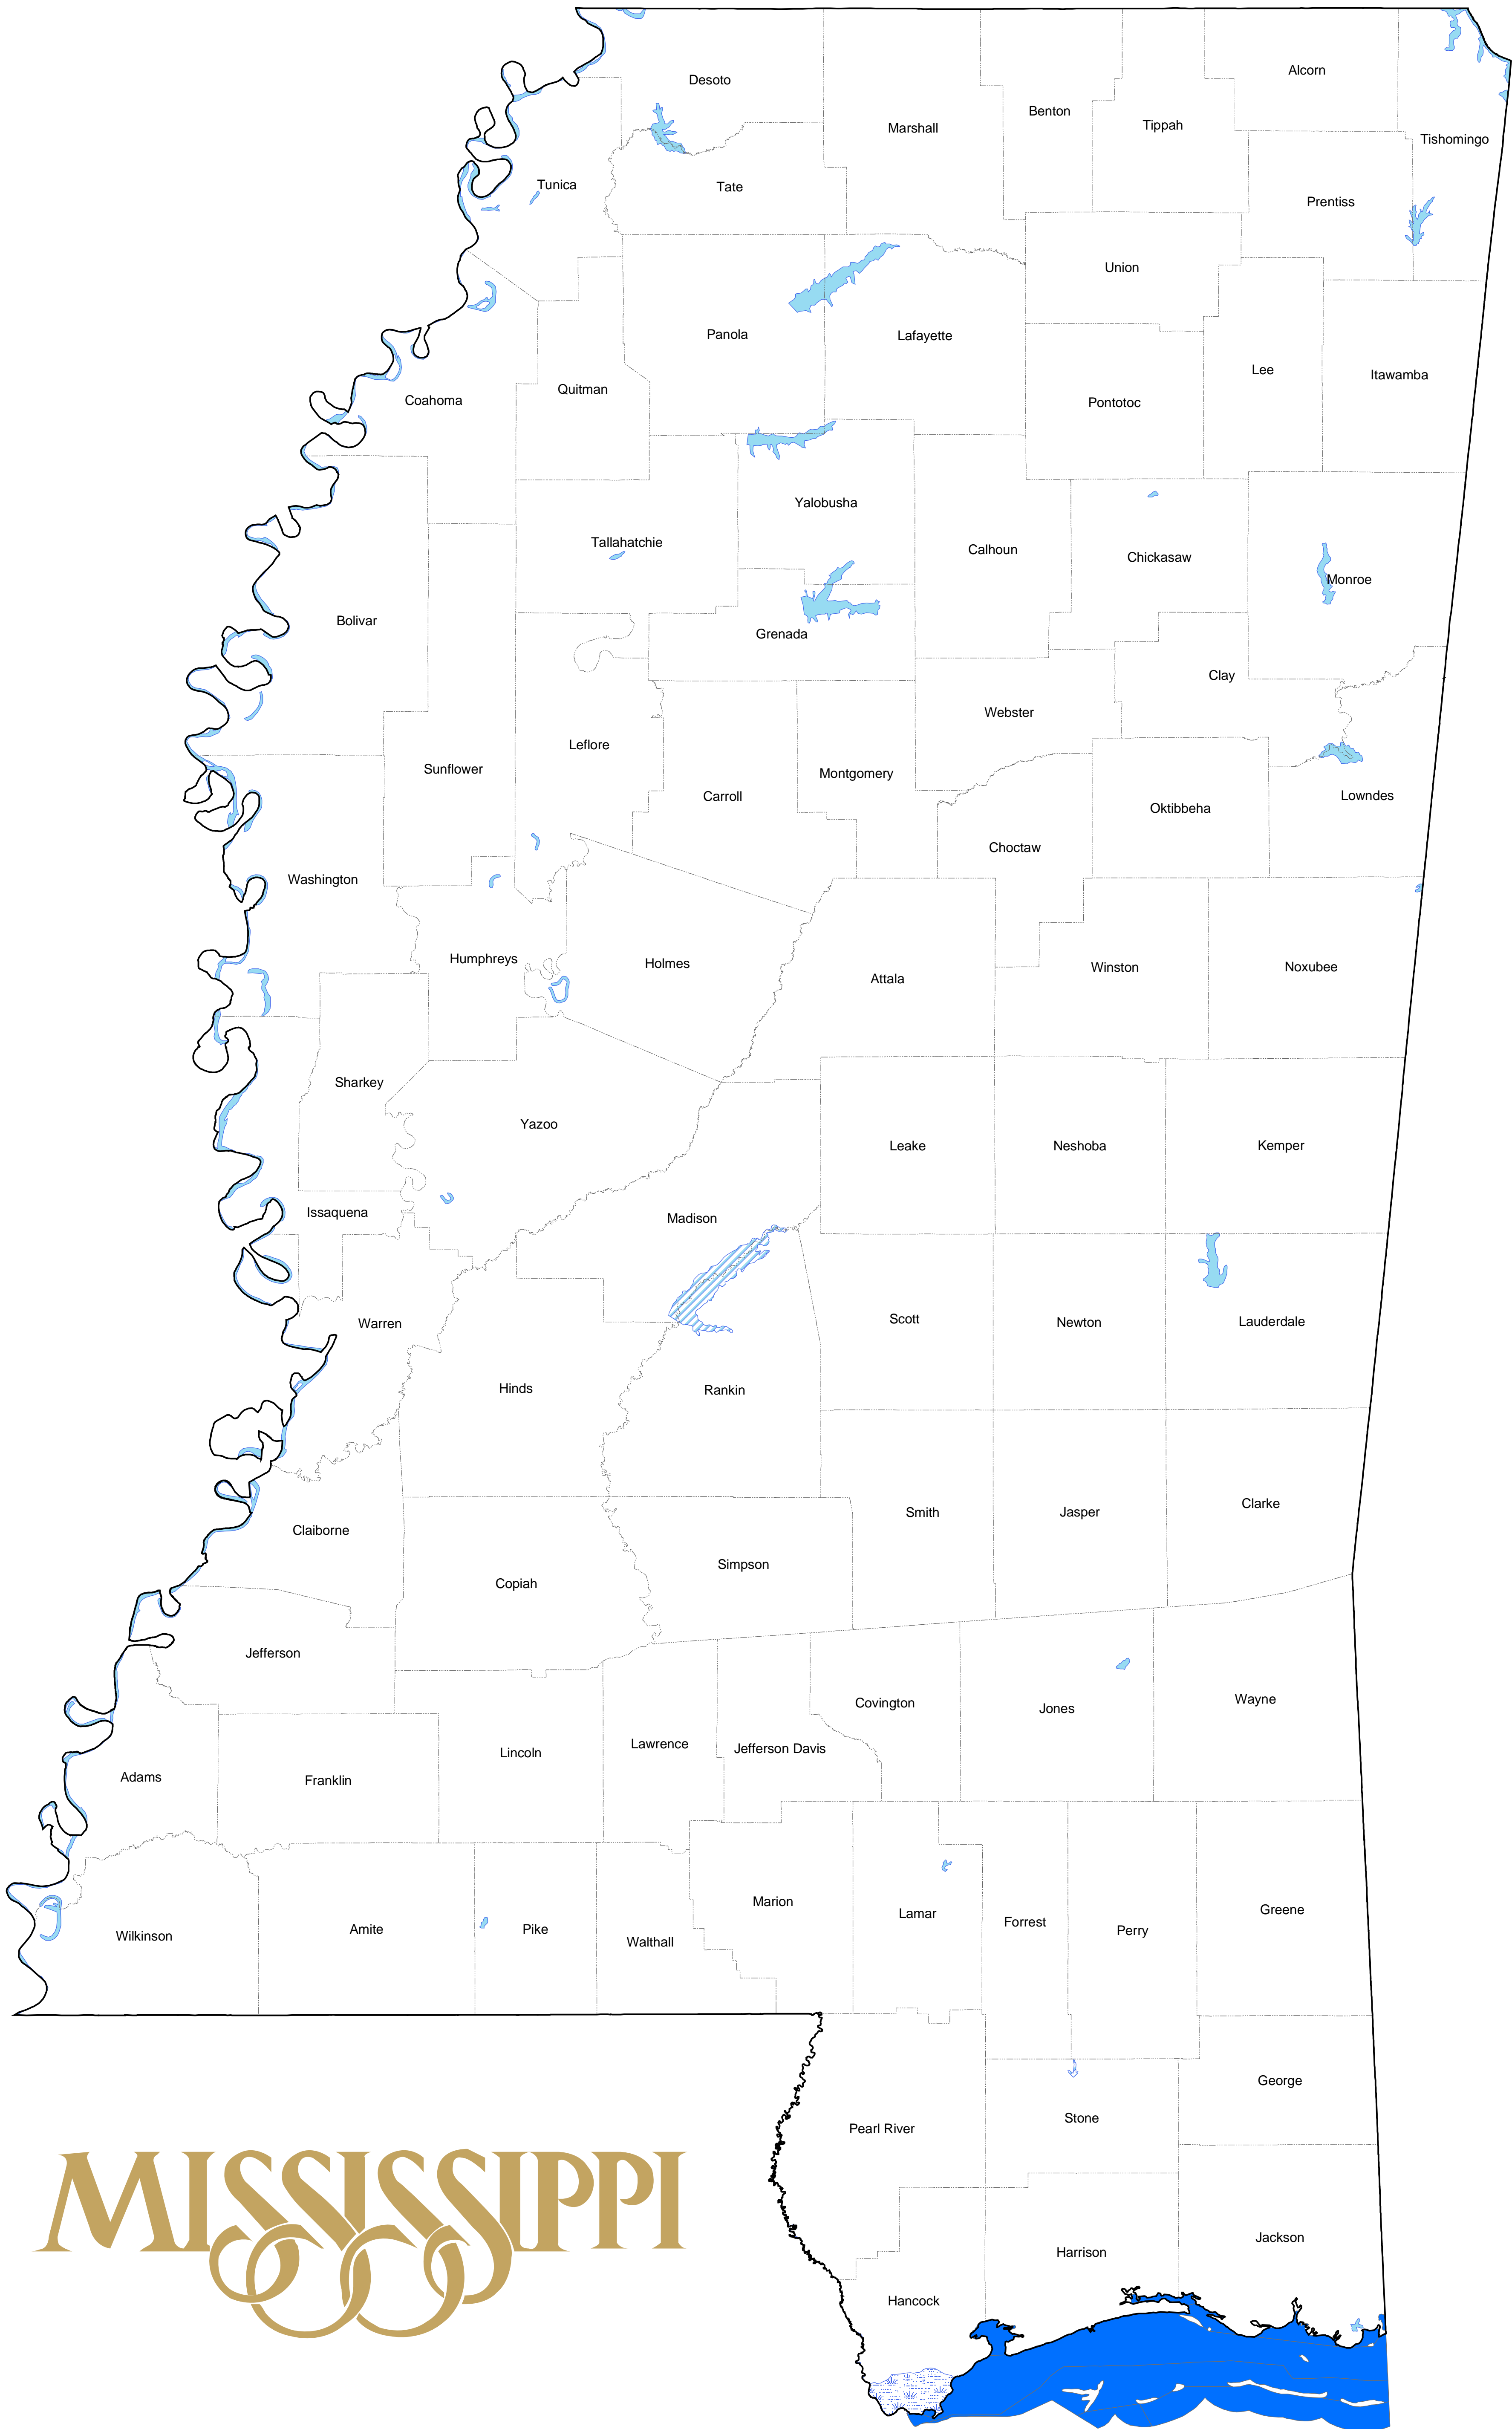 Desoto
Alcorn
Benton
Tippah
Marshall
Tishomingo
Tunica
Tate
Prentiss
Union
Panola
Lafayette
Lee
Itawamba
Quitman
Coahoma
Pontotoc
Yalobusha
Tallahatchie
Calhoun
Chickasaw
Monroe
Bolivar
Grenada
Clay
Webster
Leflore
Sunflower
Montgomery
Carroll
Lowndes
Oktibbeha
Choctaw
Washington
Humphreys
Holmes
Attala
Winston
Noxubee
Sharkey
Yazoo
Leake
Neshoba
Kemper
Issaquena
Madison
Warren
Scott
Newton
Lauderdale
Hinds
Rankin
Clarke
Smith
Jasper
Claiborne
Simpson
Copiah
Jefferson
Covington
Jones
Wayne
Lawrence
Jefferson Davis
Lincoln
Adams
Franklin
Marion
Lamar
Greene
Forrest
Perry
Wilkinson
Amite
Pike
Walthall
George
Stone
Pearl River
Jackson
Harrison
Hancock
MISSISSIPPI